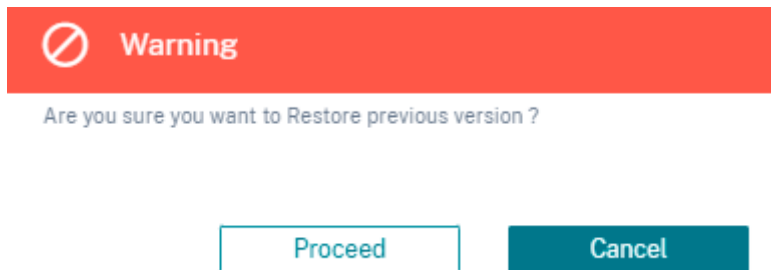 Warning
Are you sure you want to Restore previous version ?
Proceed
Cancel